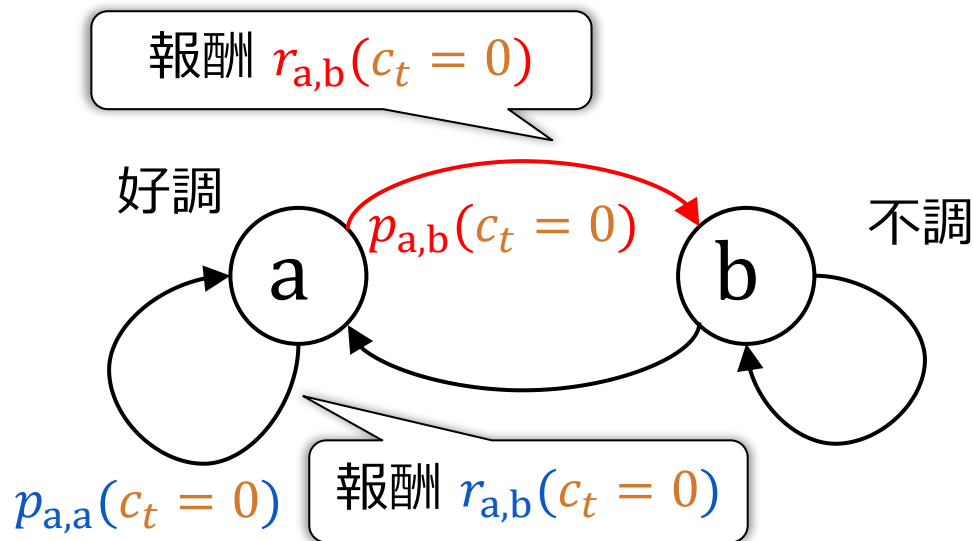 報酬 r_{a,b}(c_t = 0)
好調
p_{a,b}(c_t = 0)
不調
a
b
報酬 r_{a,b}(c_t = 0)
p_{a,a}(c_t = 0)